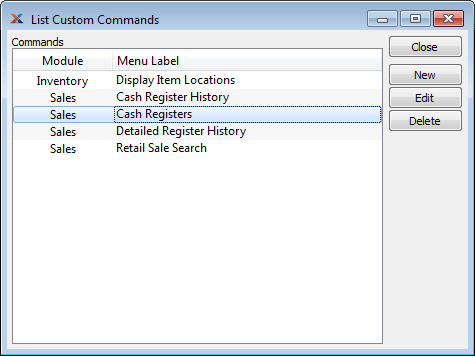 List Custom Commands
Commands
Close
Module Menu Label
New
Inventory Display Item Locations
Sales Cash Register History
Edit
Sales Cash Registers
Delete
Sales Detailed Register History
Sales Retail Sale Search